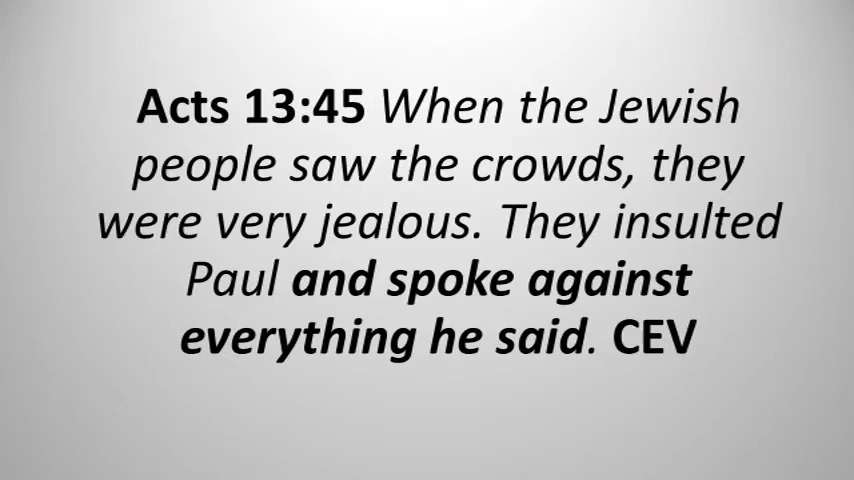 Acts 13:45 When the Jewish
people saw the crowds, they
were very jealous. They insulted
Paul and spoke against
everything he said. CEV